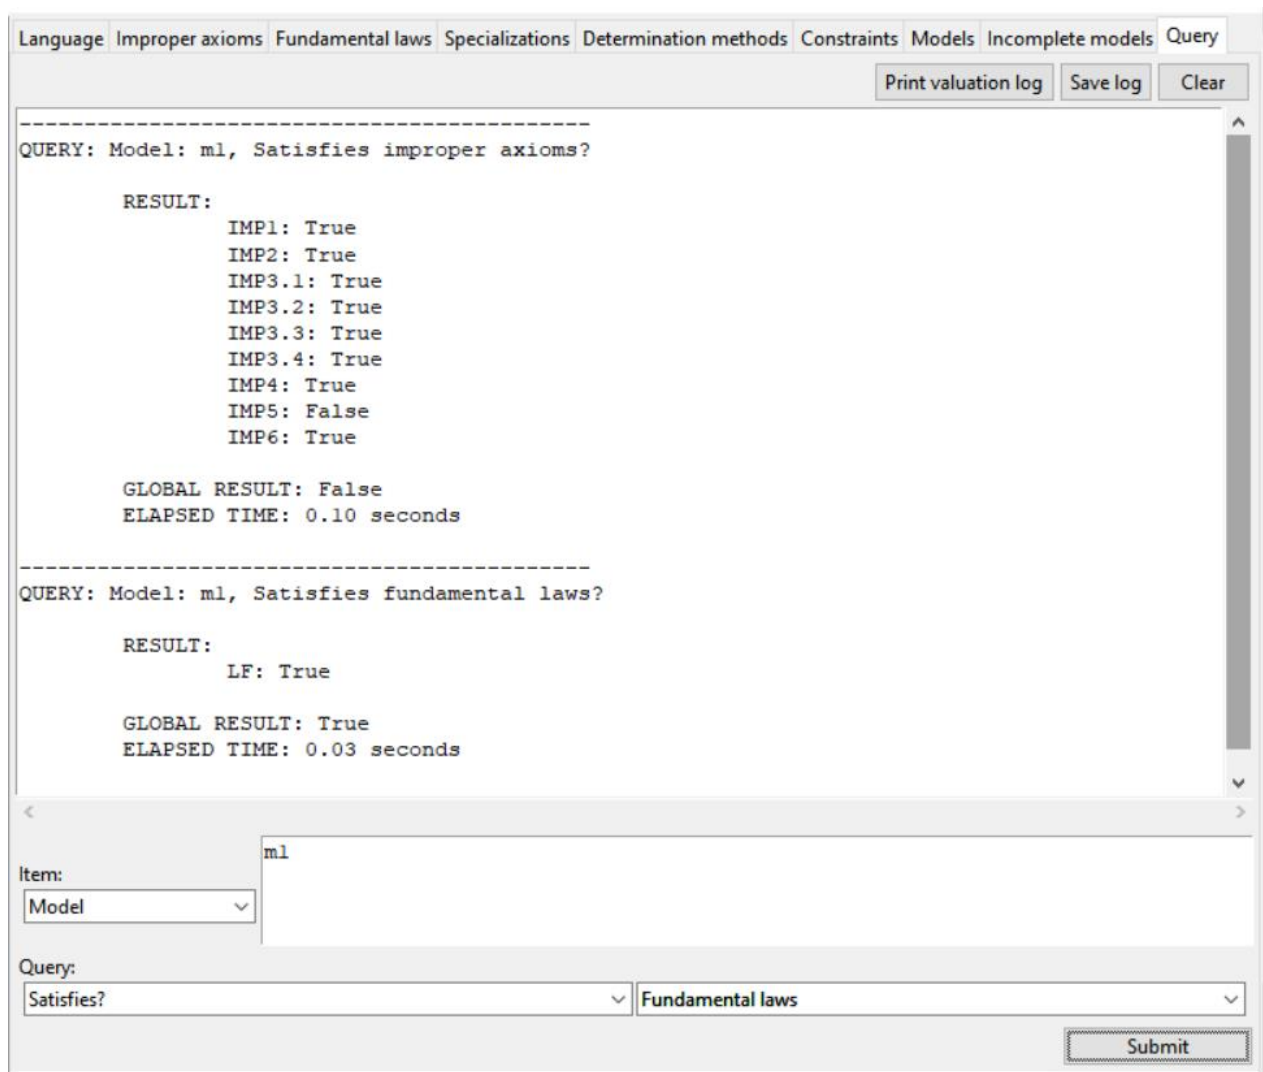 Language Improper axioms Fundamental laws Specializations Determination methods Constraints Models Incomplete models Query
Print valuation log Save log Clear
--------------------------------------------
QUERY: Model: m1, Satisfies improper axioms?
RESULT:
IMP1: True
IMP2: True
IMP3.1: True
IMP3.2: True
IMP3.3: True
IMP3.4: True
IMP4: True
IMP5: False
IMP6: True
GLOBAL RESULT: False
ELAPSED TIME: 0.10 seconds
--------------------------------------------
QUERY: Model: m1, Satisfies fundamental laws?
RESULT:
LF: True
GLOBAL RESULT: True
ELAPSED TIME: 0.03 seconds
m1
Item:
Model
Query:
Satisfies? Fundamental laws
Submit